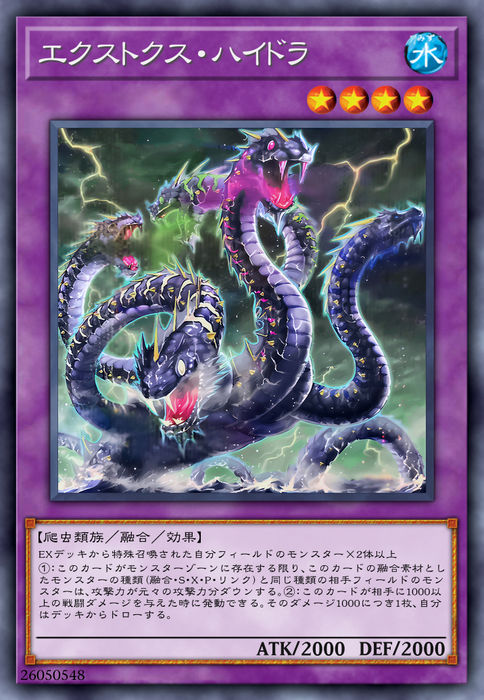 エクストクス・ハイドラ
みず
水
【爬虫類族／融合／効果】
EXデッキから特殊召喚された自分フィールドのモンスター×2体以上
①：このカードがモンスターゾーンに存在する限り、このカードの融合素材とし
たモンスターの種類（融合・S・X・P・リンク）と同じ種類の相手フィールドのモン
スターは、攻撃力が元々の攻撃力分ダウンする。②：このカードが相手に1000以
上の戦闘ダメージを与えた時に発動できる。そのダメージ1000につき1枚、自分
はデッキからドローする。
ATK/2000 DEF/2000
26050548